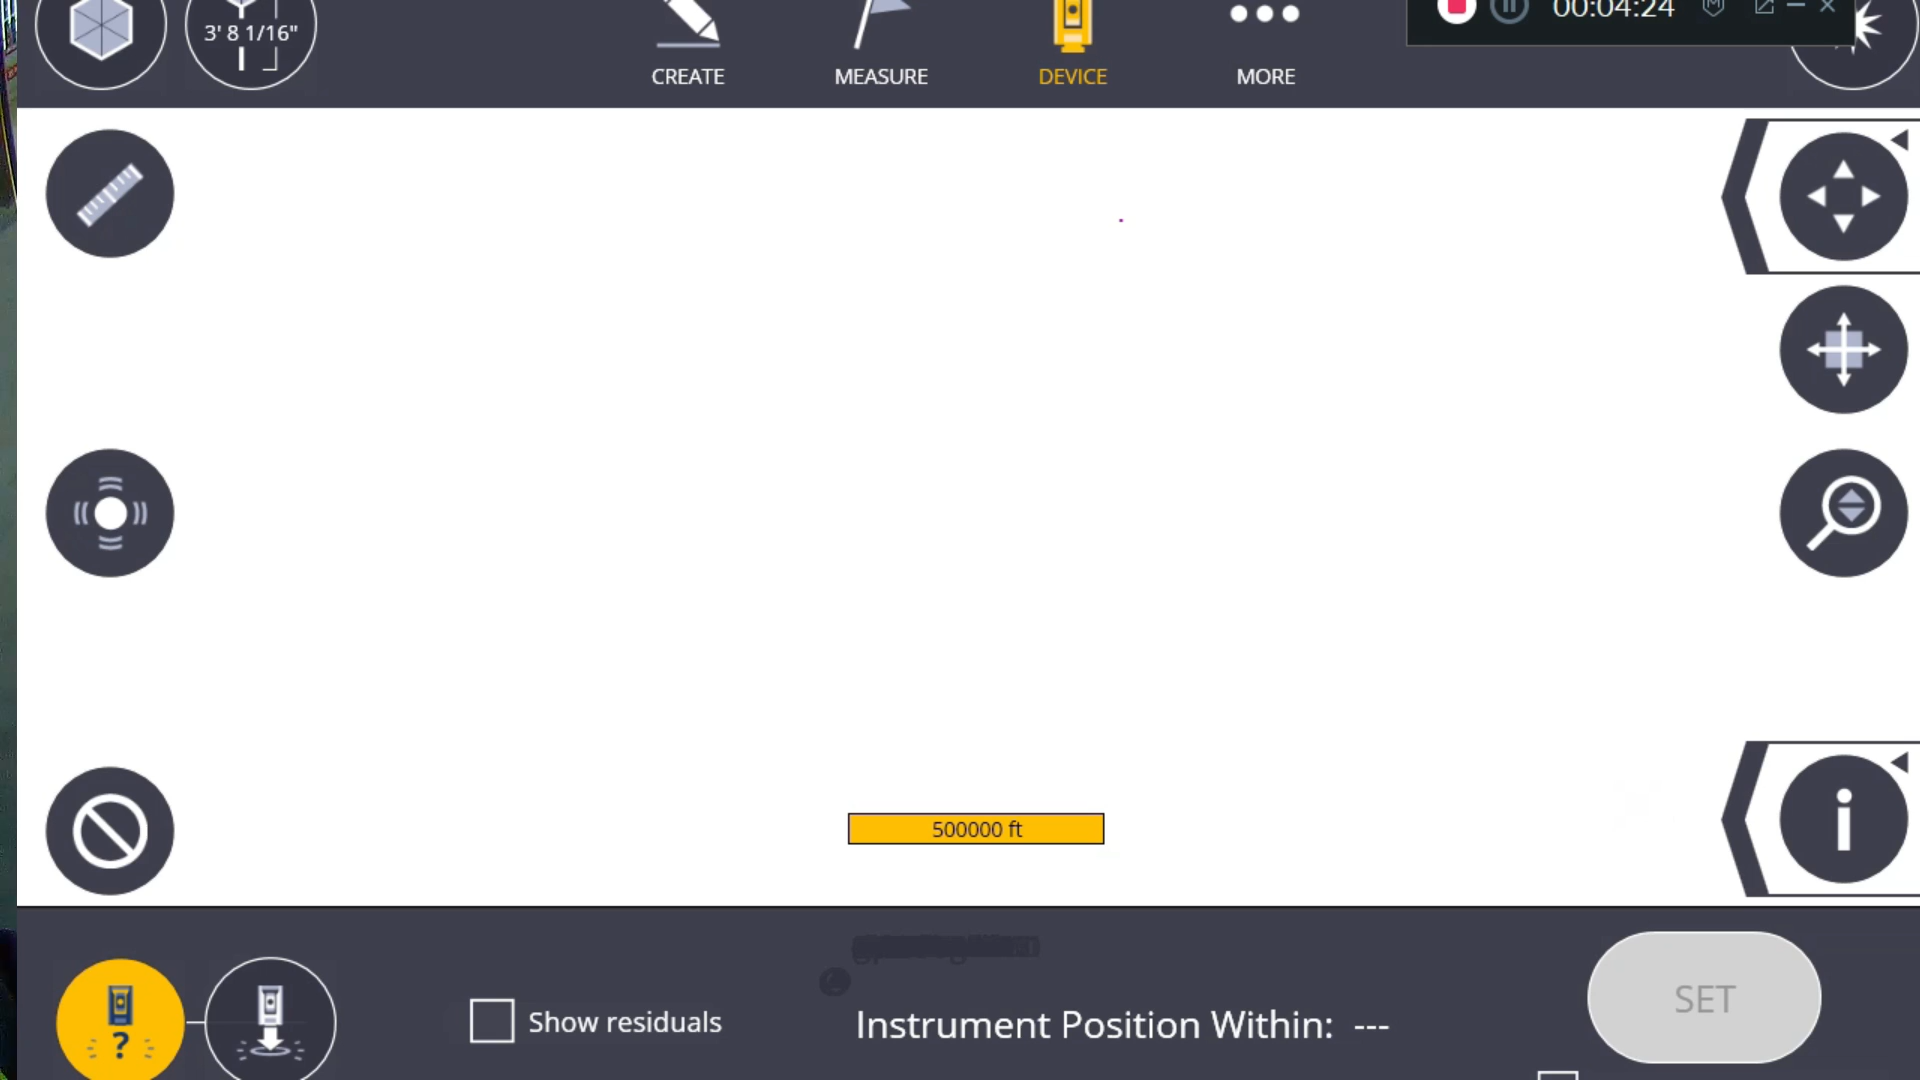 3' 8 1/16"
00:04:24
CREATE
MEASURE
DEVICE
MORE
500000 ft
Show residuals
Instrument Position Within: ---
SET